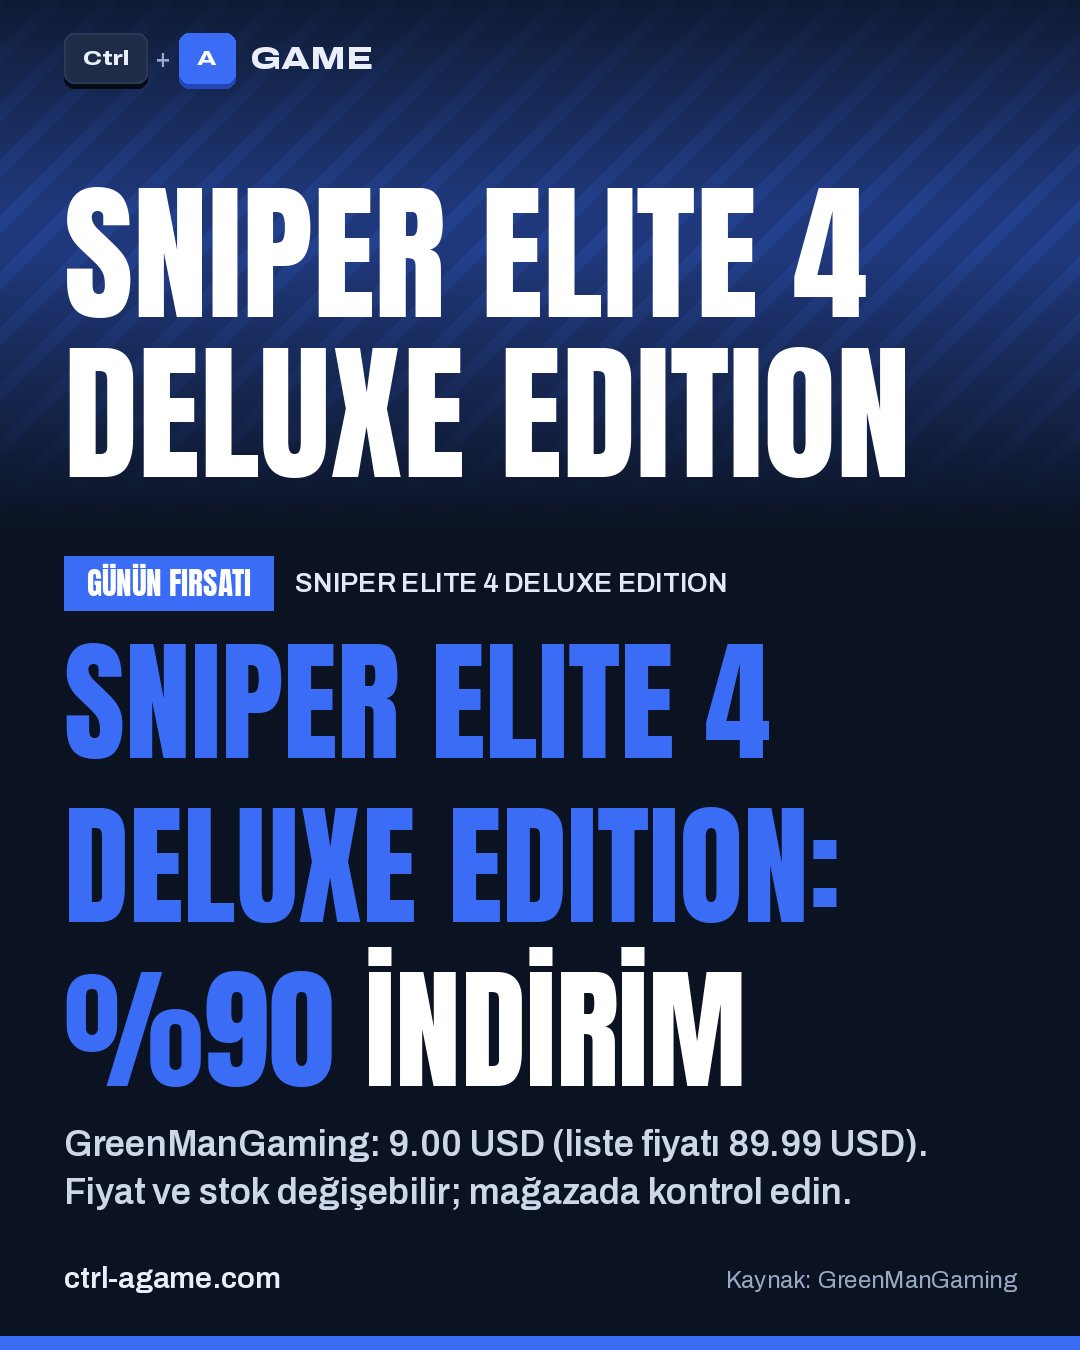 Ctrl + A GAME
SNIPER ELITE 4
DELUXE EDITION
GÜNÜN FIRSATI SNIPER ELITE 4 DELUXE EDITION
SNIPER ELITE 4
DELUXE EDITION:
%90 İNDİRİM
GreenManGaming: 9.00 USD (liste fiyatı 89.99 USD).
Fiyat ve stok değişebilir; mağazada kontrol edin.
ctrl-agame.com Kaynak: GreenManGaming